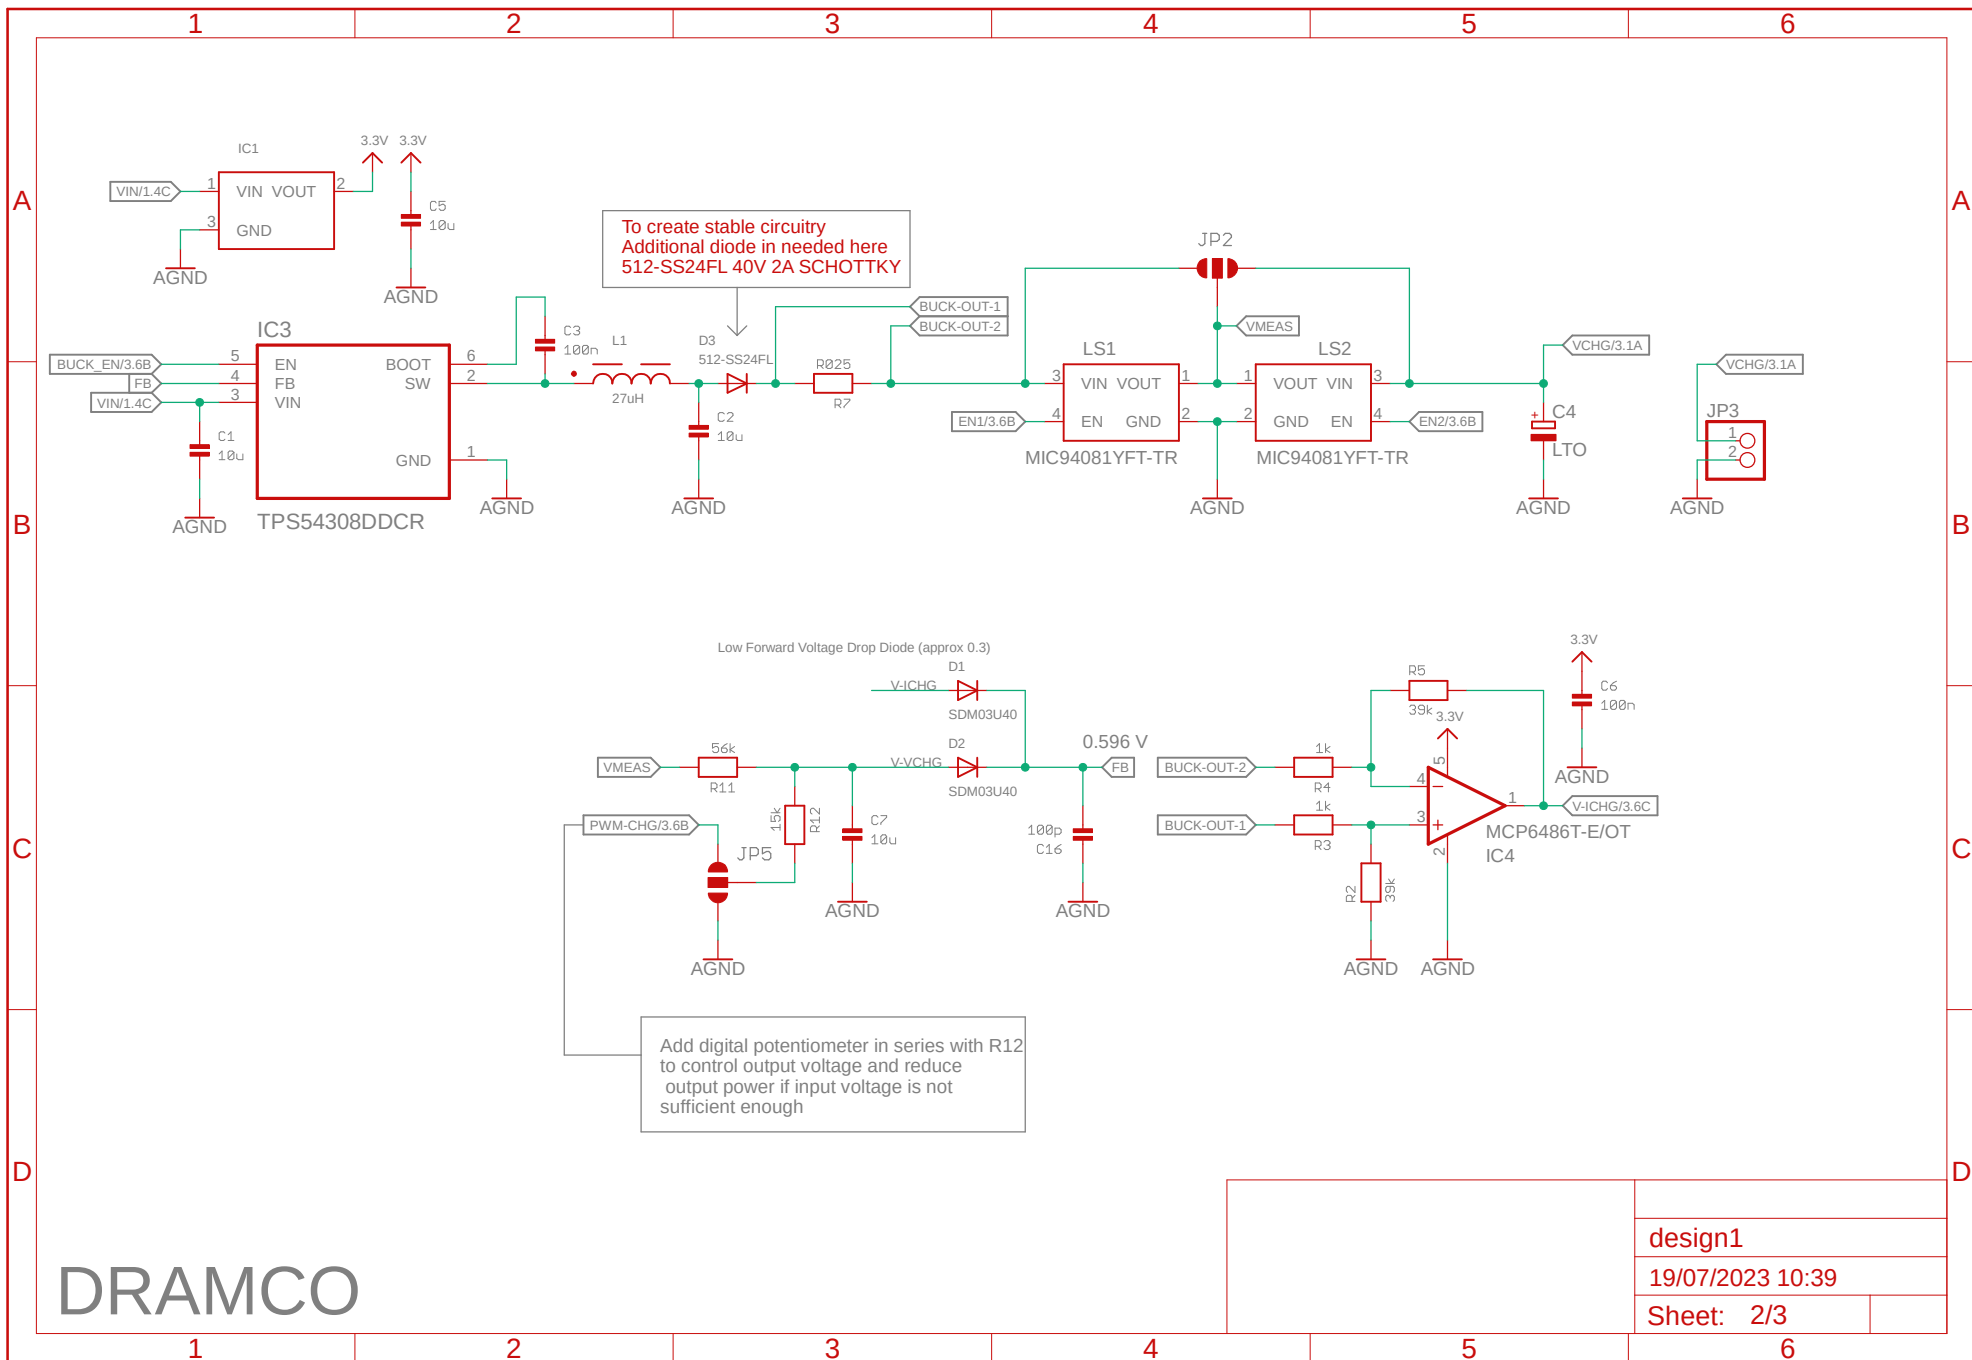 1 2 3 4 5 6
A
A
IC1
3.3V 3.3V
VIN/1.4C
1 VIN VOUT 2
3 GND
AGND
C5
10u
AGND
To create stable circuitry
Additional diode in needed here
512-SS24FL 40V 2A SCHOTTKY
JP2
BUCK-OUT-1
BUCK-OUT-2
VMEAS
IC3
BUCK_EN/3.6B
FB
VIN/1.4C
5 EN BOOT 6
4 FB SW 2
3 VIN
GND 1
C1
10u
AGND
TPS54308DDCR
AGND
C3
100n
L1
27uH
D3
512-SS24FL
C2
10u
AGND
R025
R7
LS1
3 VIN VOUT 1
4 EN GND 2
EN1/3.6B
MIC94081YFT-TR
LS2
1 VOUT VIN 3
2 GND EN 4
EN2/3.6B
MIC94081YFT-TR
AGND
VCHG/3.1A
+
C4
LTO
AGND
VCHG/3.1A
JP3
1
2
AGND
B
B
Low Forward Voltage Drop Diode (approx 0.3)
D1
V-ICHG
SDM03U40
D2
V-VCHG
SDM03U40
VMEAS
56k
R11
15k
R12
PWM-CHG/3.6B
JP5
AGND
C7
10u
AGND
0.596 V
FB
100p
C16
AGND
BUCK-OUT-2
1k
R4
BUCK-OUT-1
1k
R3
R2
39k
AGND
R5
39k
3.3V
5
4 -
3 +
2
1
AGND
MCP6486T-E/OT
IC4
V-ICHG/3.6C
3.3V
C6
100n
AGND
C
C
Add digital potentiometer in series with R12
to control output voltage and reduce
output power if input voltage is not
sufficient enough
D
D
DRAMCO
design1
19/07/2023 10:39
Sheet: 2/3
1 2 3 4 5 6